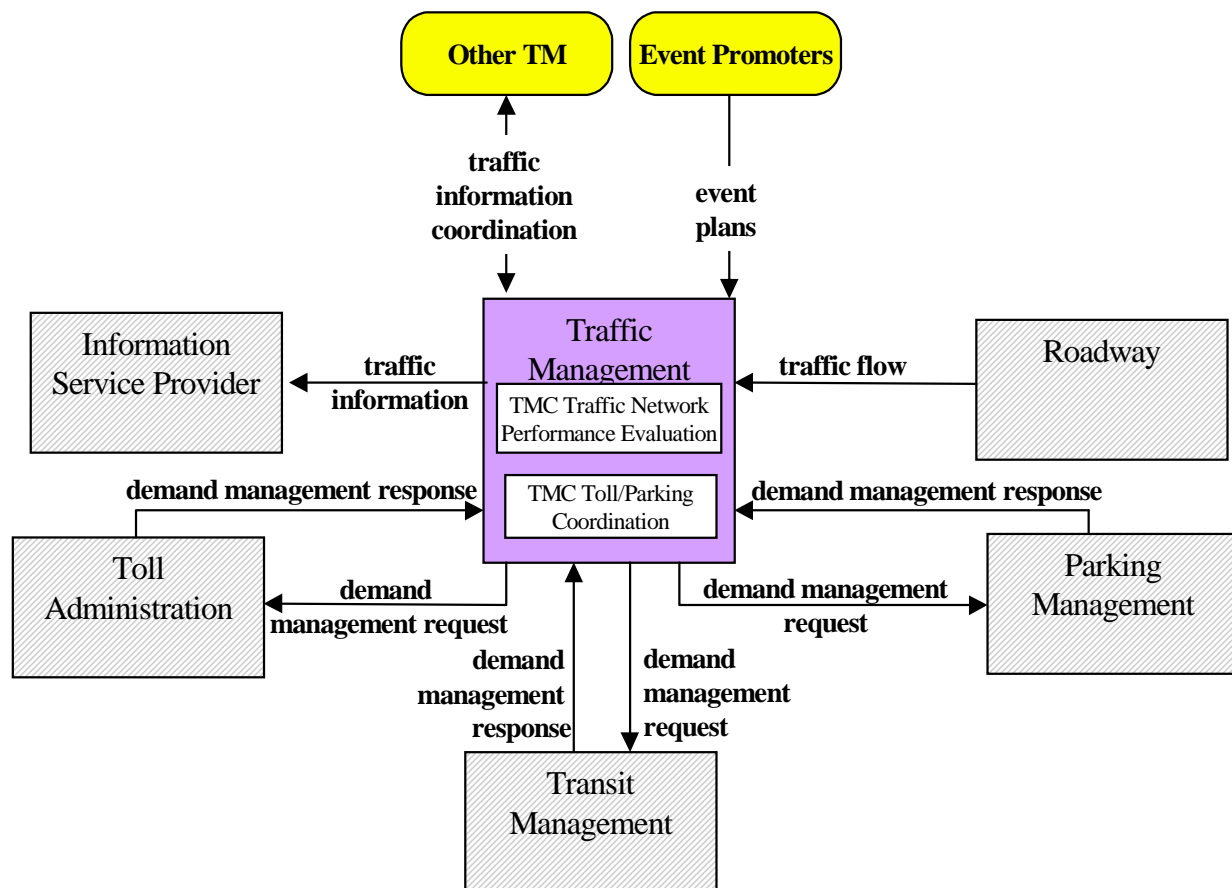 Other TM
Event Promoters
traffic
information
coordination
event
plans
Information
Service Provider
traffic
information
Traffic
Management
TMC Traffic Network
Performance Evaluation
TMC Toll/Parking
Coordination
traffic flow
Roadway
demand management response
demand management response
Toll
Administration
demand
management request
demand management
request
Parking
Management
demand
management
response
demand
management
request
Transit
Management